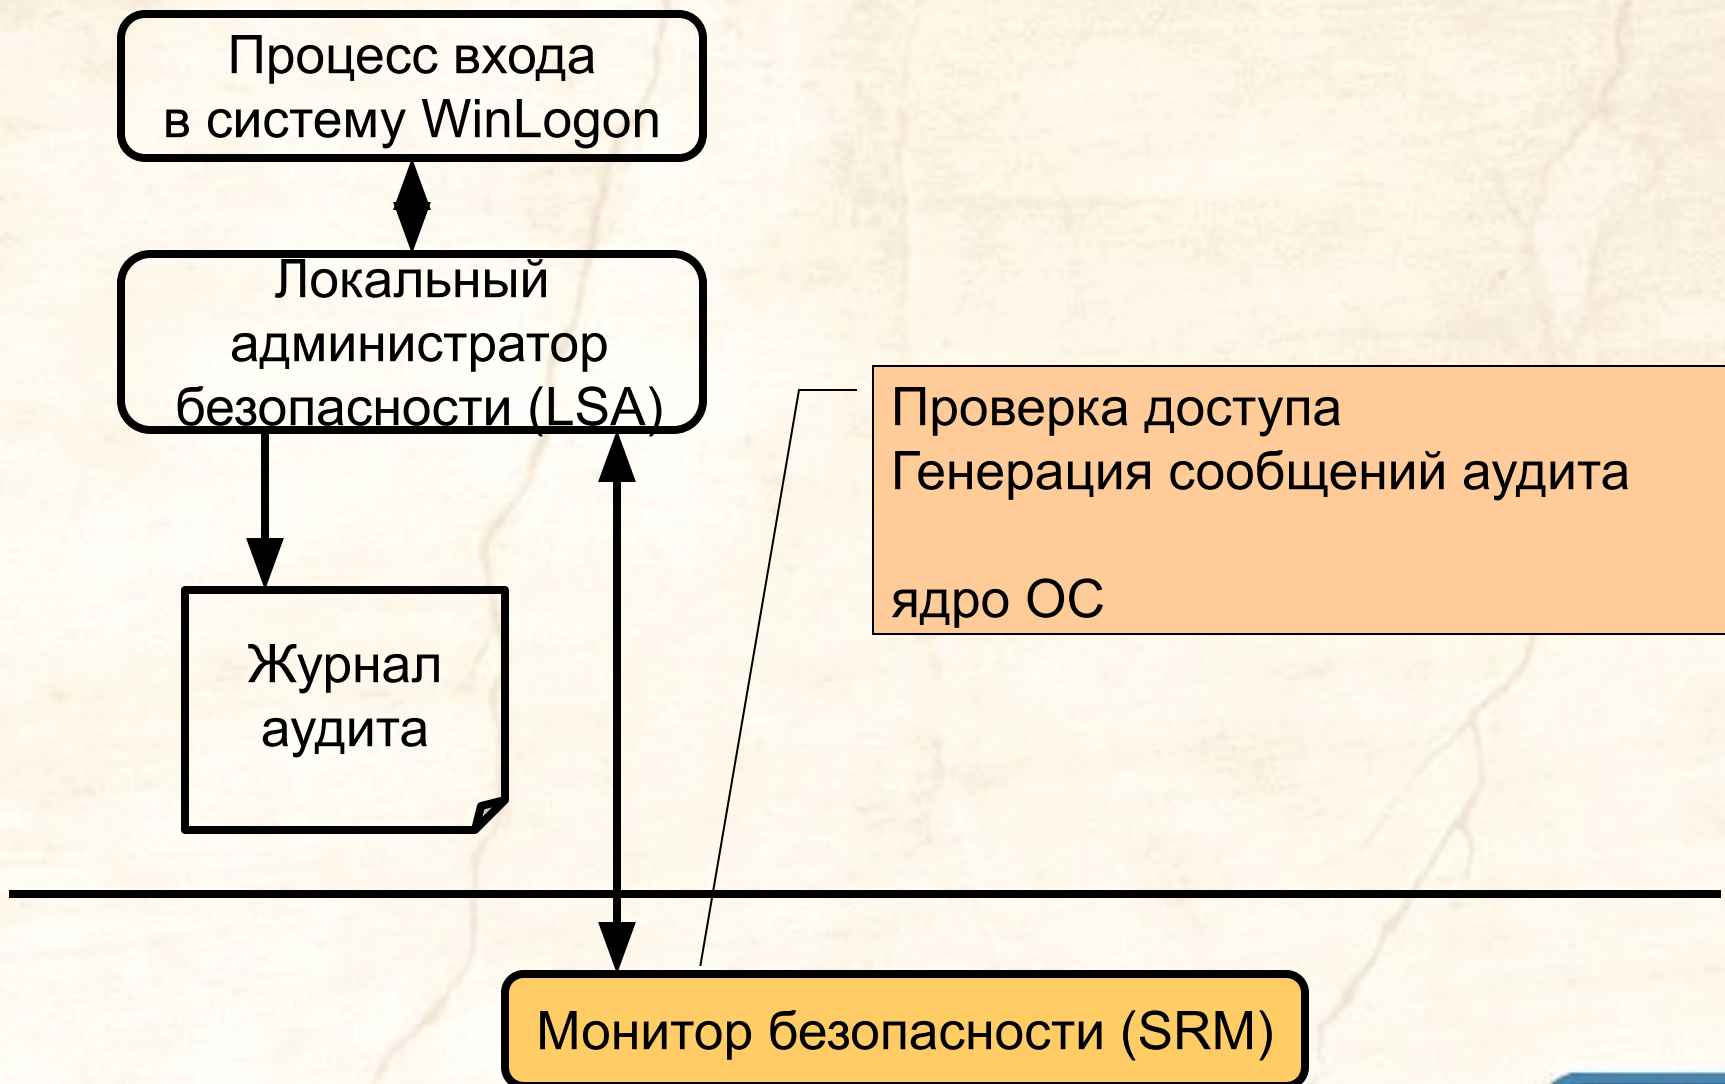 Процесс входа
в систему WinLogon
Локальный
администратор
безопасности (LSA)
Проверка доступа
Генерация сообщений аудита
ядро ОС
Журнал
аудита
Монитор безопасности (SRM)